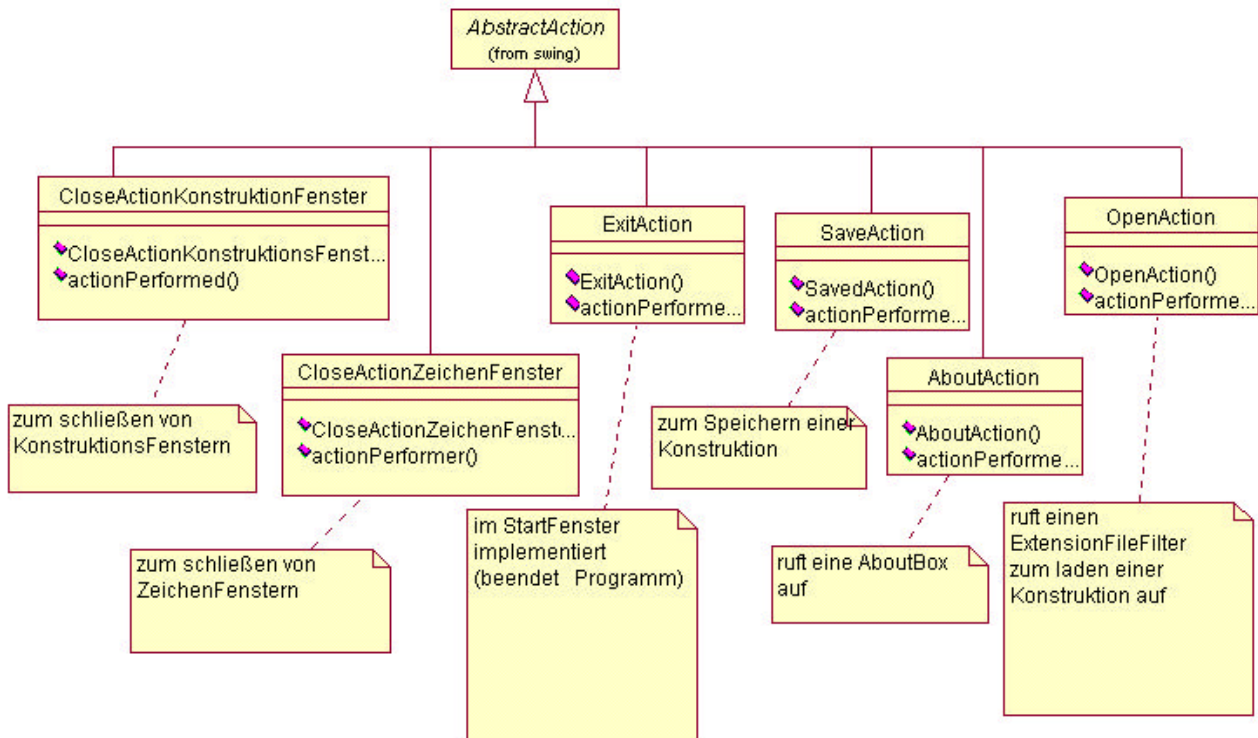 AbstractAction
(from swing)
CloseActionKonstruktionFenster
CloseActionKonstruktionsFenst...
actionPerformed()
zum schließen von
KonstruktionsFenstern
CloseActionZeichenFenster
CloseActionZeichenFenste...
actionPerformer()
zum schließen von
ZeichenFenstern
ExitAction
ExitAction()
actionPerforme...
im StartFenster
implementiert
(beendet Programm)
SaveAction
SavedAction()
actionPerforme...
zum Speichern einer
Konstruktion
AboutAction
AboutAction()
actionPerforme...
ruft eine AboutBox
auf
OpenAction
OpenAction()
actionPerforme...
ruft einen
ExtensionFileFilter
zum laden einer
Konstruktion auf